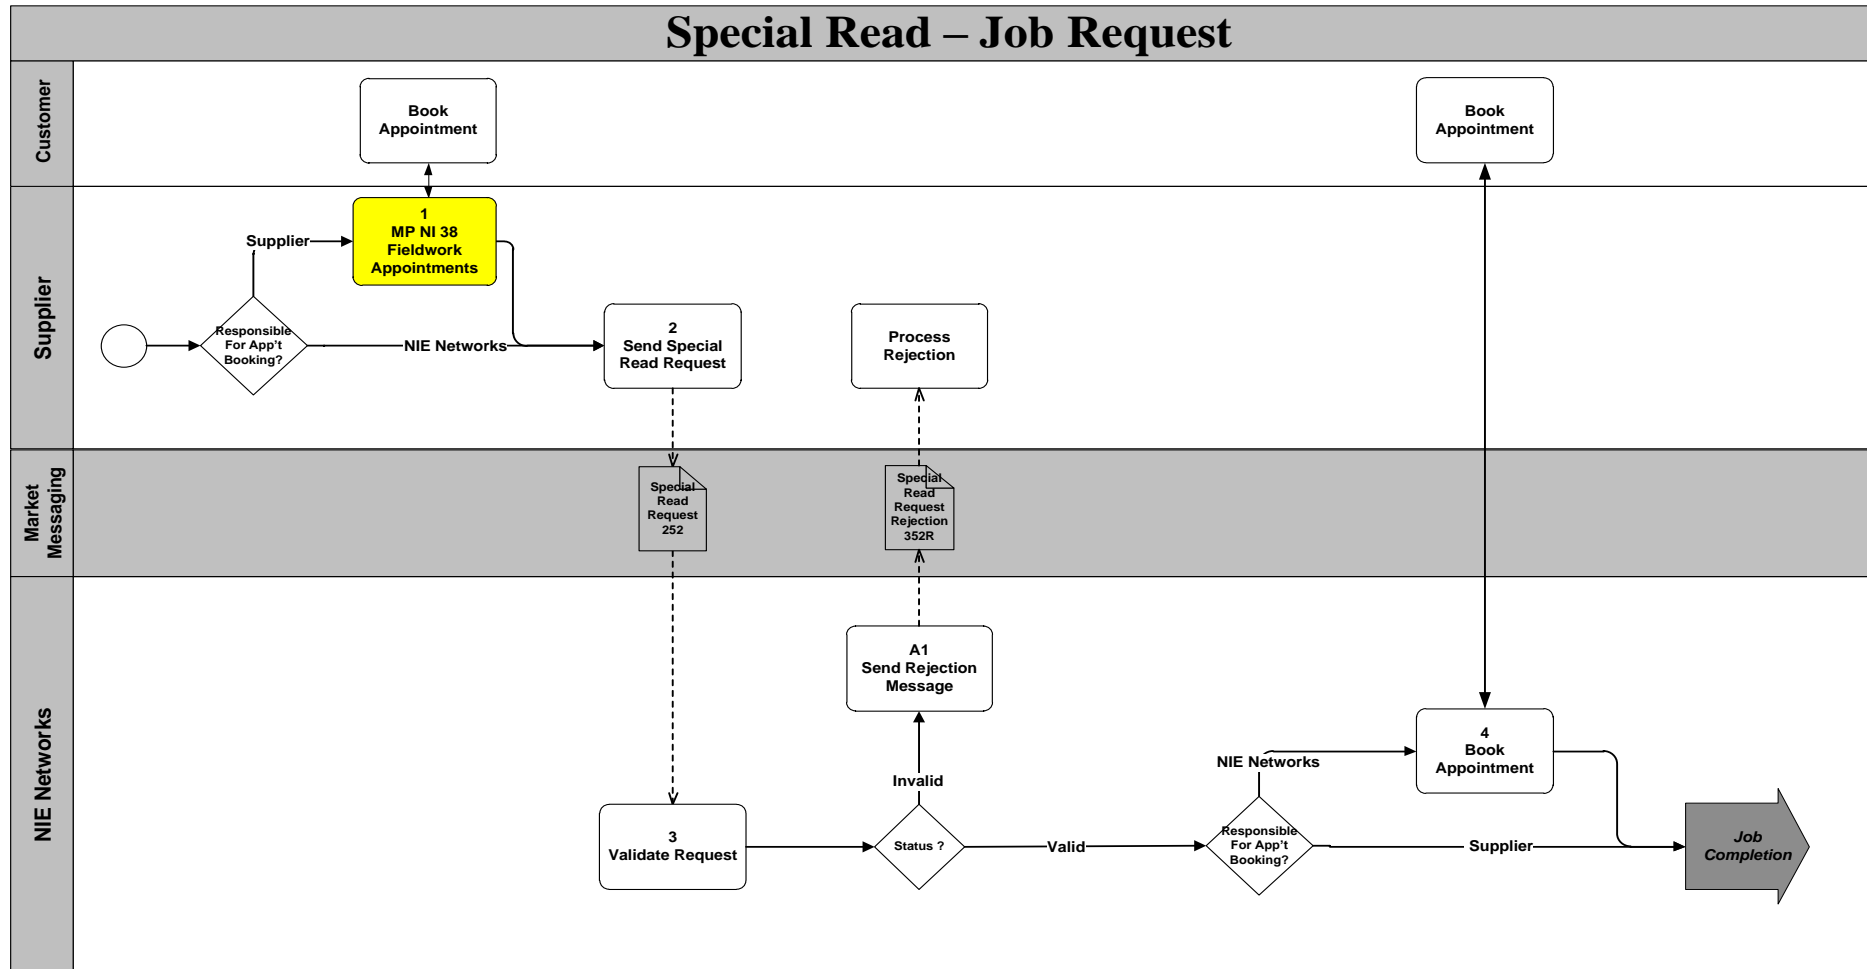 Special Read – Job Request
Customer
Book
Appointment
Book
Appointment
Supplier
Supplier
1
MP NI 38
Fieldwork
Appointments
Responsible
For App't
Booking?
NIE Networks
2
Send Special
Read Request
Process
Rejection
Market
Messaging
Special
Read
Request
252
Special
Read
Request
Rejection
352R
NIE Networks
A1
Send Rejection
Message
Invalid
3
Validate Request
Status ?
Valid
NIE Networks
Responsible
For App't
Booking?
4
Book
Appointment
Supplier
Job
Completion